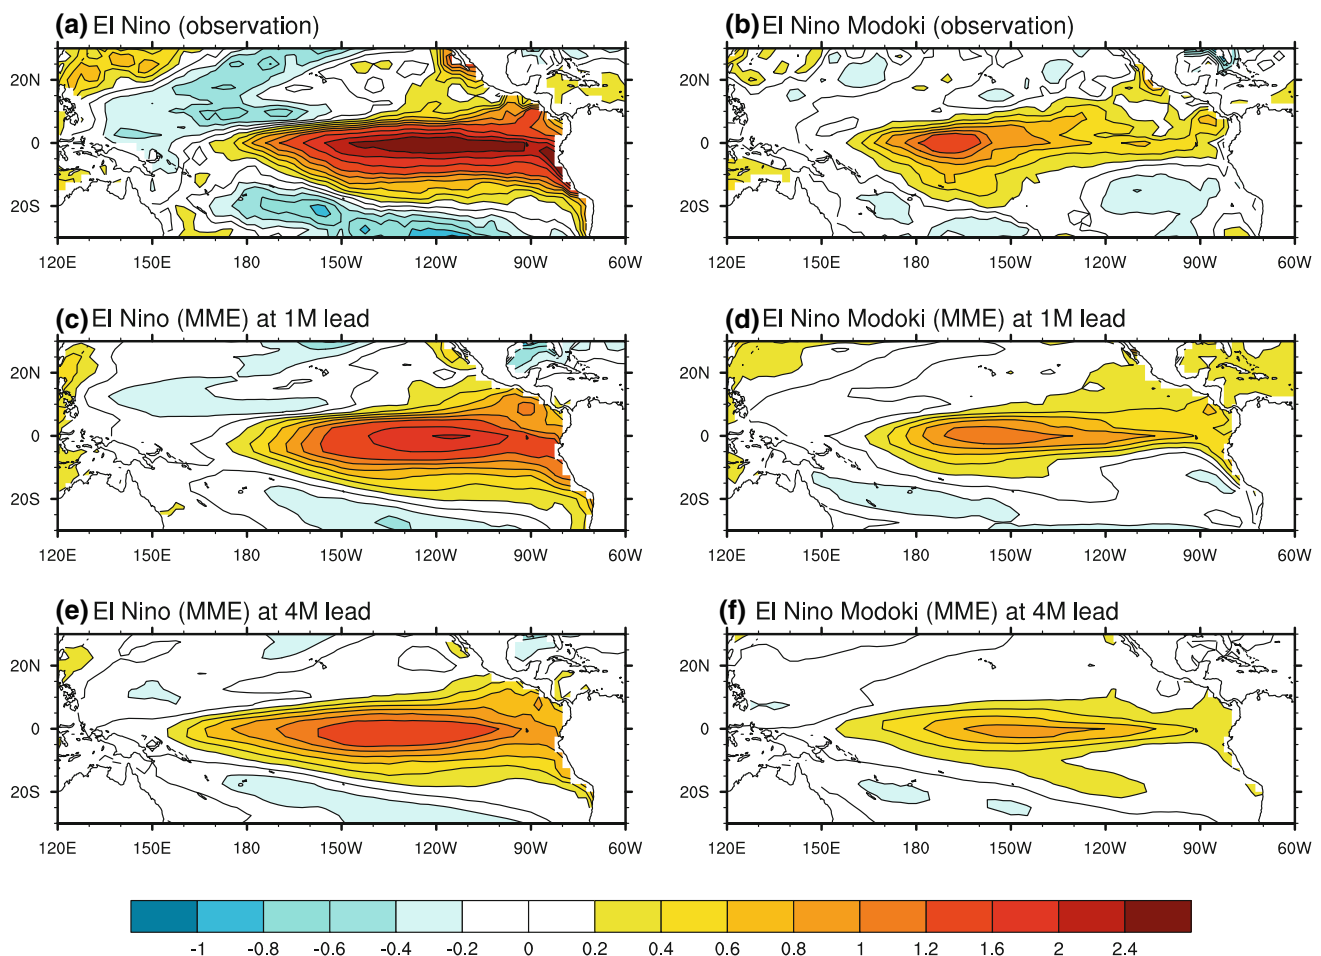 (a) El Nino (observation)
(b) El Nino Modoki (observation)
20N
0
20S
120E 150E 180 150W 120W 90W 60W
20N
0
20S
120E 150E 180 150W 120W 90W 60W
(c) El Nino (MME) at 1M lead
(d) El Nino Modoki (MME) at 1M lead
20N
0
20S
120E 150E 180 150W 120W 90W 60W
20N
0
20S
120E 150E 180 150W 120W 90W 60W
(e) El Nino (MME) at 4M lead
(f) El Nino Modoki (MME) at 4M lead
20N
0
20S
120E 150E 180 150W 120W 90W 60W
20N
0
20S
120E 150E 180 150W 120W 90W 60W
-1 -0.8 -0.6 -0.4 -0.2 0 0.2 0.4 0.6 0.8 1 1.2 1.6 2 2.4